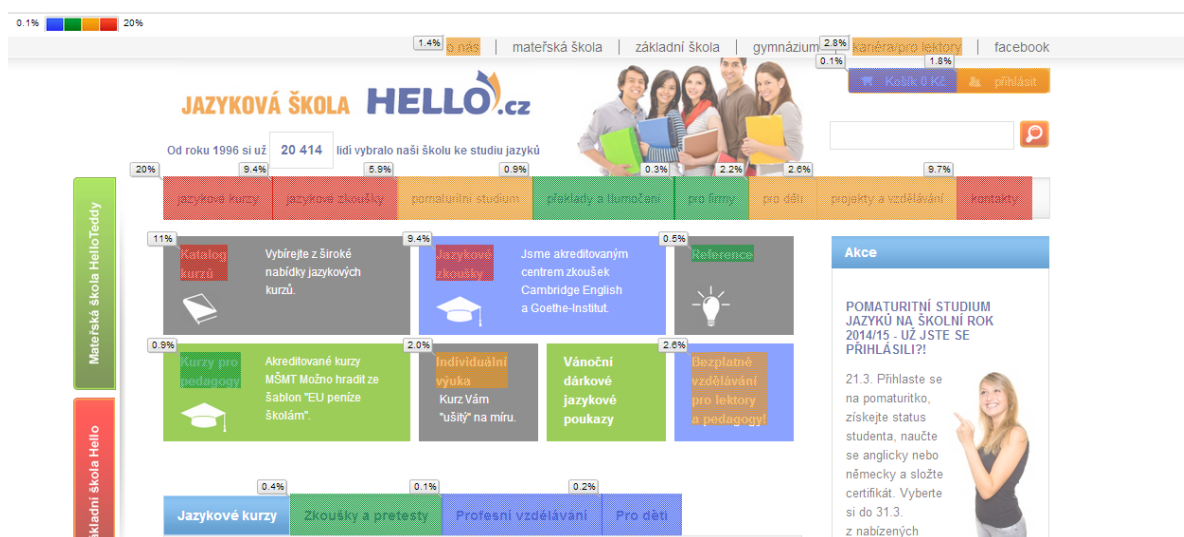 0.1% 20%
1.4% o nás | mateřská škola | základní škola | gymnázium 2.8% kariéra/pro lektory | facebook
0.1% 1.8%
Košík 0 Kč přihlásit
JAZYKOVÁ ŠKOLA HELLO.cz
Od roku 1996 si už 20 414 lidi vybralo naši školu ke studiu jazyků
20% 9.4% 5.9% 0.9% 0.3% 2.2% 2.6% 9.7%
jazykové kurzy jazykové zkoušky pomaturitní studium překlady a tlumočení pro firmy pro děti projekty a vzdělávání kontakty
Mateřská škola HelloTeddy
11% 9.4% 0.5%
Katalog
kurzů
Vybírejte z široké
nabídky jazykových
kurzů.
Jazykové
zkoušky
Jsme akreditovaným
centrem zkoušek
Cambridge English
a Goethe-Institut.
Reference
Akce
0.9% 2.0% 2.6%
Kurzy pro
pedagogy
Akreditované kurzy
MŠMT Možno hradit ze
šablon "EU peníze
školám".
Individuální
výuka
Kurz Vám
"ušitý" na míru.
Vánoční
dárkové
jazykové
poukazy
Bezplatné
vzdělávání
pro lektory
a pedagogy!
POMATURITNÍ STUDIUM
JAZYKŮ NA ŠKOLNÍ ROK
2014/15 - UŽ JSTE SE
PŘIHLÁSILI?!
21.3. Přihlaste se
na pomaturitko,
získejte status
studenta, naučte
se anglicky nebo
německy a složte
certifikát. Vyberte
si do 31.3.
z nabízených
ákladní škola Hello
0.4% 0.1% 0.2%
Jazykové kurzy Zkoušky a pretesty Profesní vzdělávání Pro děti